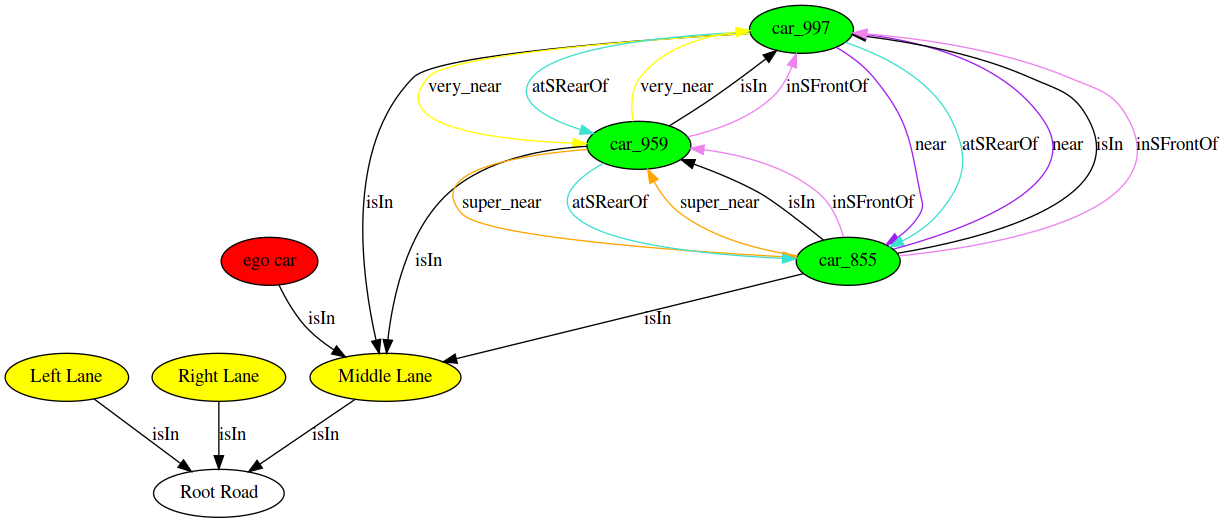 car_997
very_near
atSRearOf
very_near
isIn
inSFrontOf
car_959
near
atSRearOf
near
isIn
inSFrontOf
isIn
super_near
atSRearOf
super_near
isIn
inSFrontOf
ego car
isIn
car_855
isIn
isIn
Left Lane
Right Lane
Middle Lane
isIn
isIn
isIn
Root Road